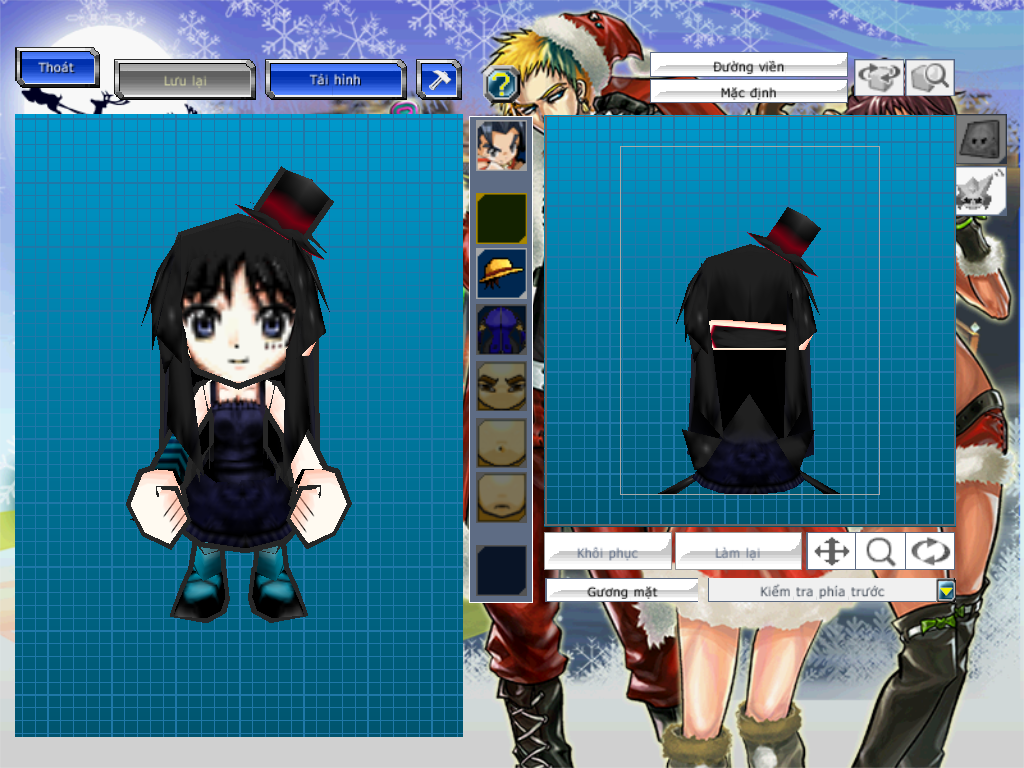 Thoát
Lưu lại
Tải hình
Đường viền
Mặc định
Khôi phục
Làm lại
Gương mặt
Kiểm tra phía trước